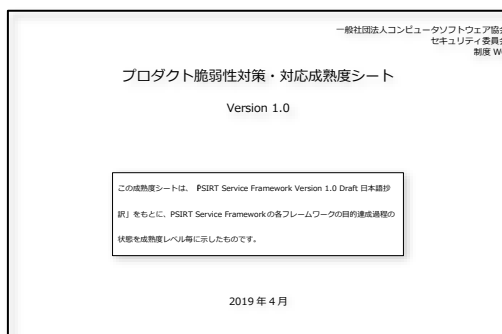 一般社団法人コンピュータソフトウェア協会
セキュリティ委員会
制度 W
プロダクト脆弱性対策・対応成熟度シート
Version 1.0
この成熟度シートは、 PSIRT Service Framework Version 1.0 Draft 日本語抄
訳」をもとに、PSIRT Service Frameworkの各フレームワークの目的達成過程の
状態を成熟度レベル毎に示したものです。
2019 年 4 月